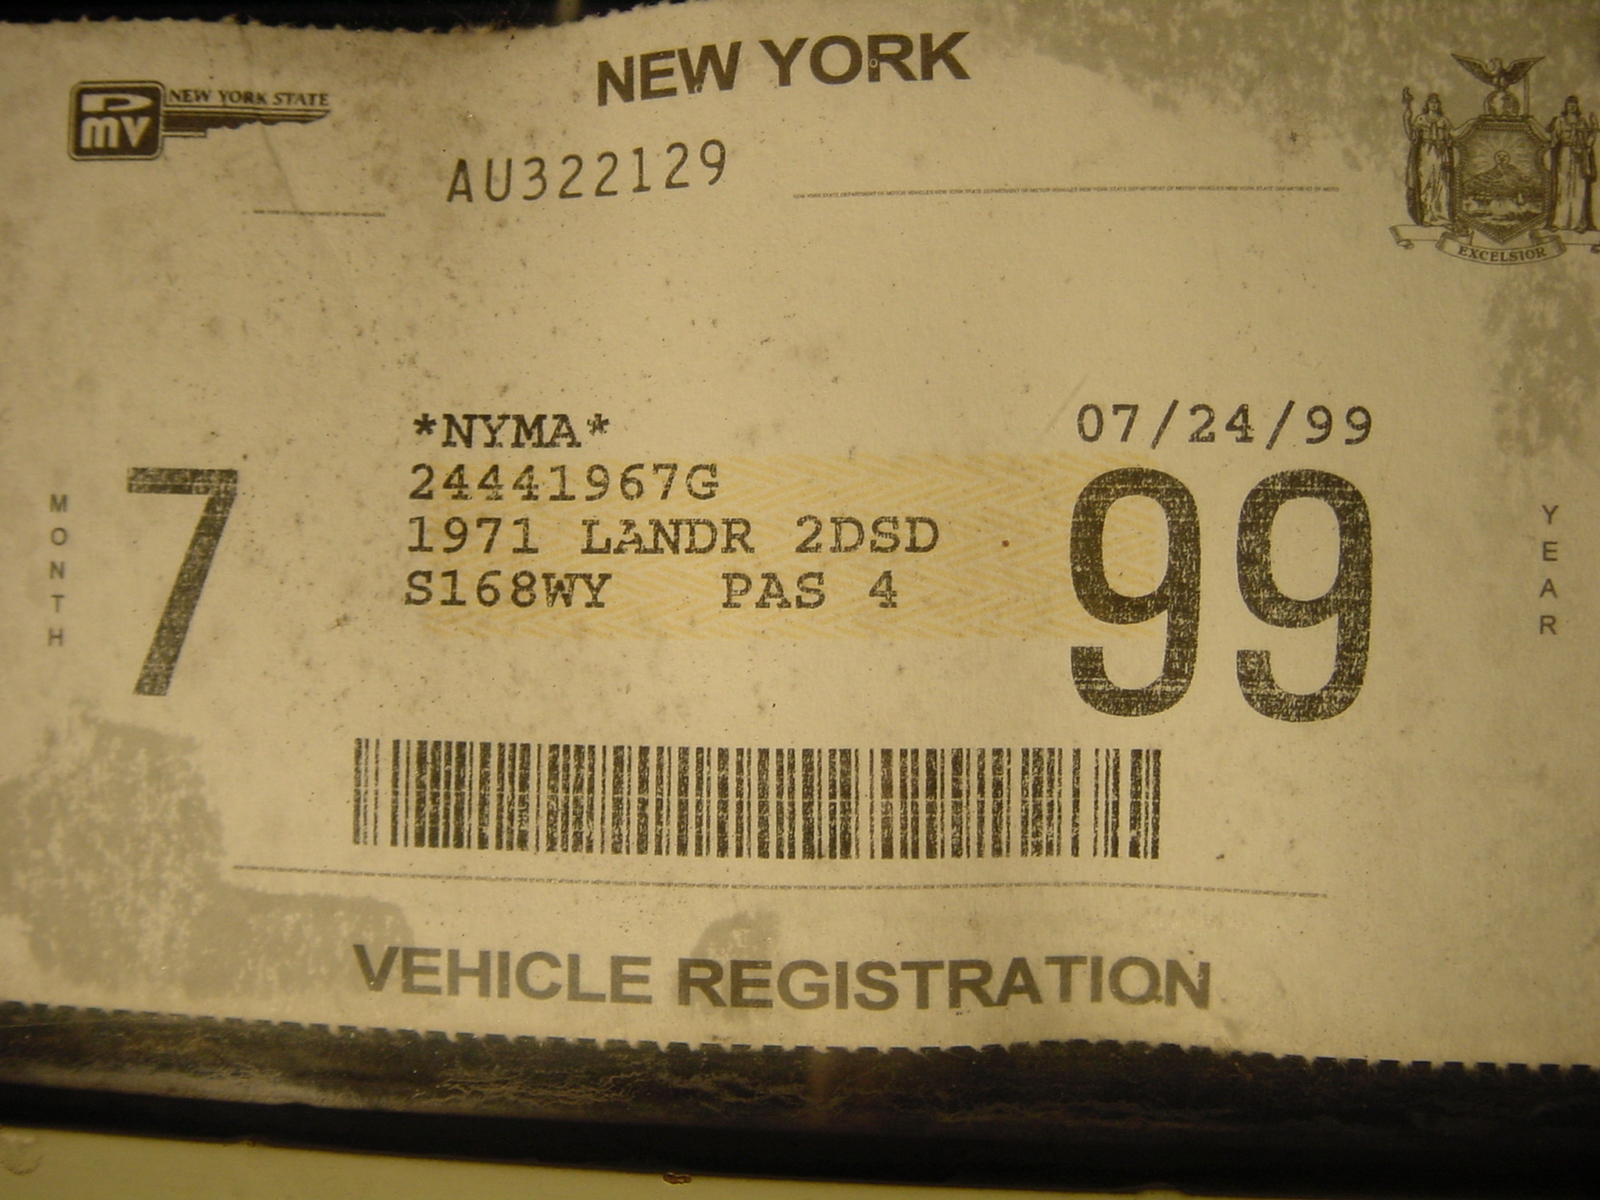 NEW YORK
DMV NEW YORK STATE
AU322129
EXCELSIOR
*NYMA* 07/24/99
24441967G
1971 LANDR 2DSD
S168WY PAS 4
MONTH
7
99
YEAR
VEHICLE REGISTRATION